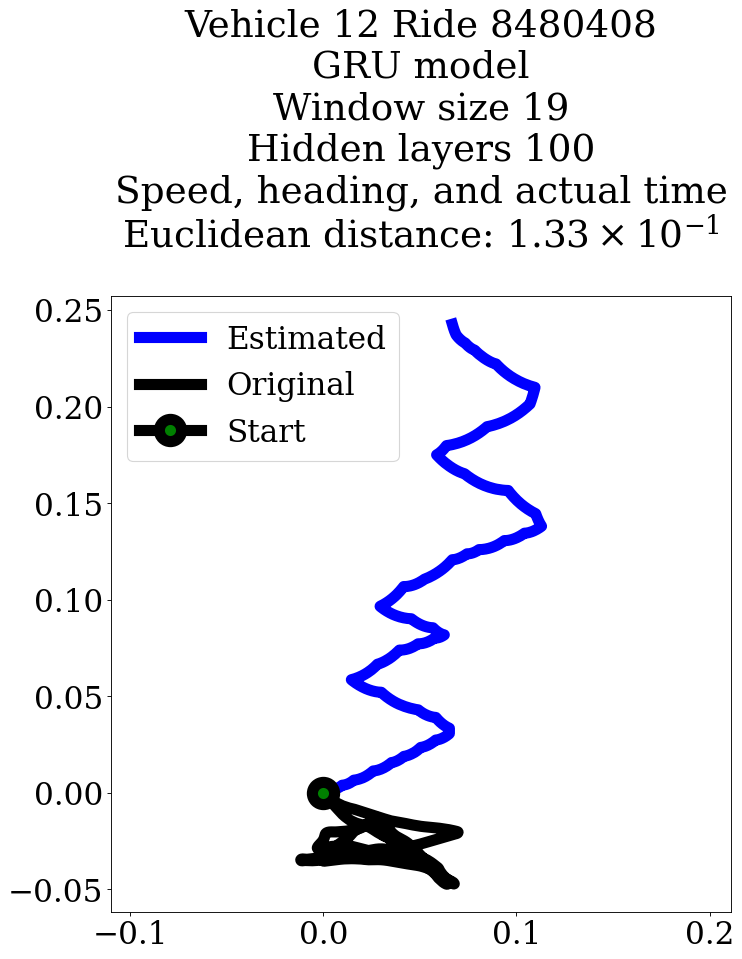 Vehicle 12 Ride 8480408
GRU model
Window size 19
Hidden layers 100
Speed, heading, and actual time
Euclidean distance: 1.33 × 10⁻¹
Estimated
Original
Start
0.25
0.20
0.15
0.10
0.05
0.00
−0.05
−0.1 0.0 0.1 0.2